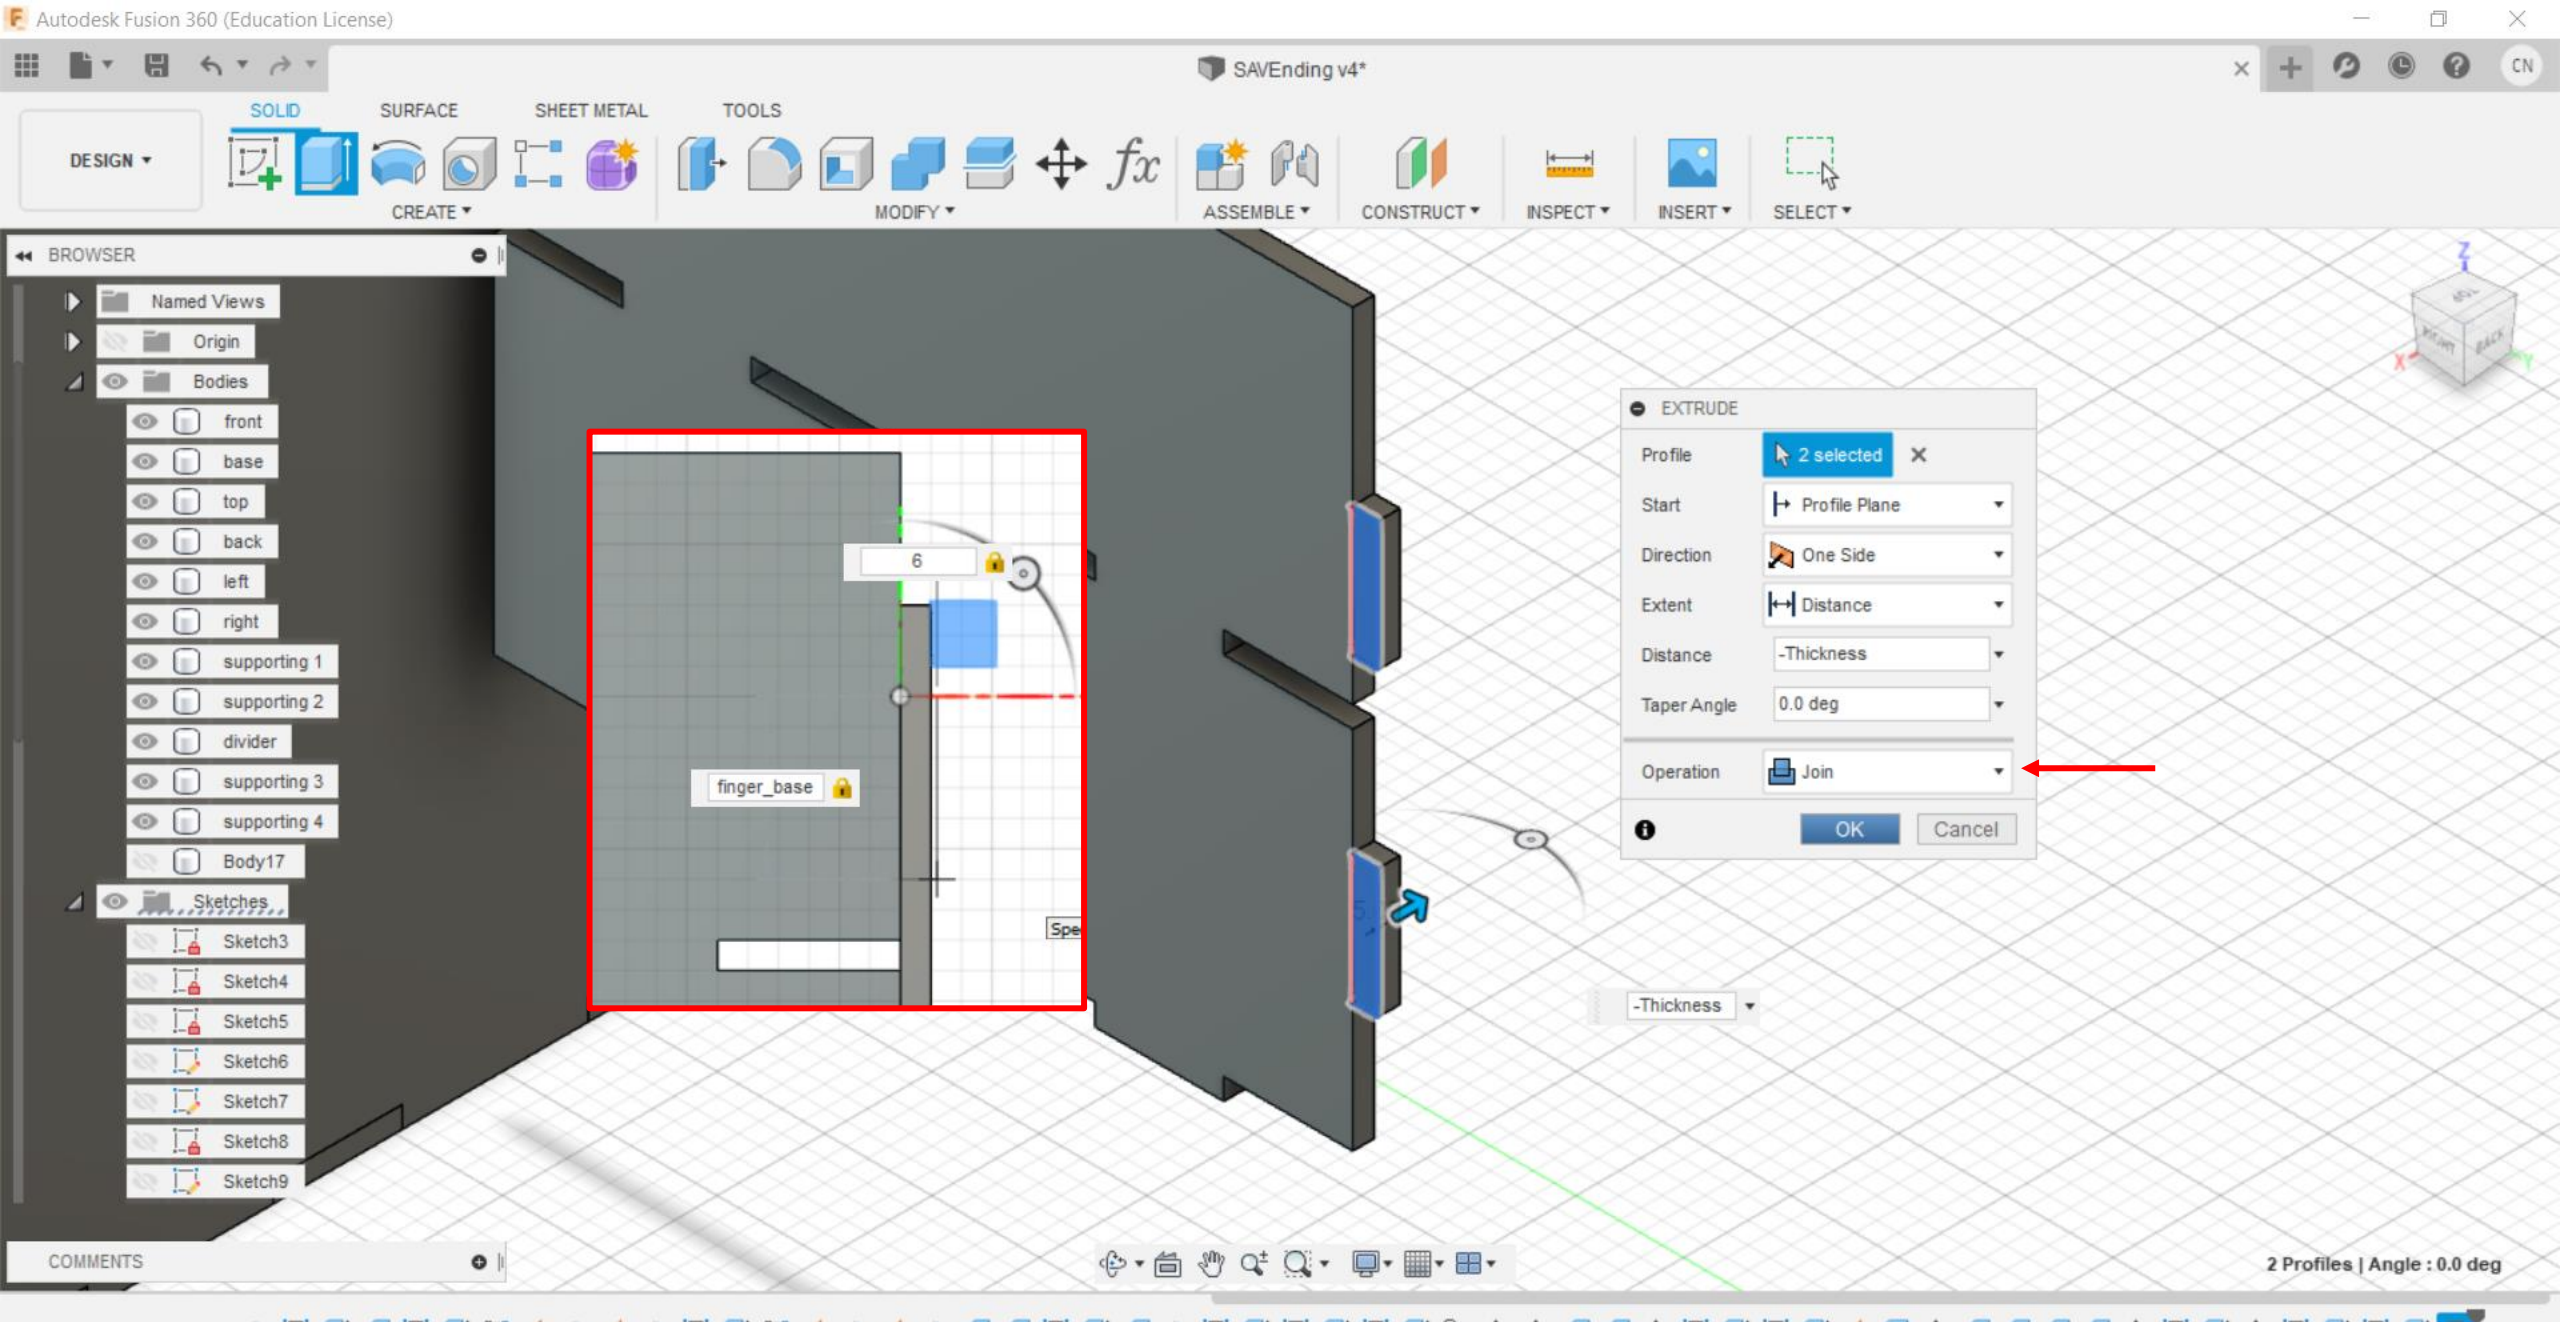 Autodesk Fusion 360 (Education License)
SAVEnding v4*
CN
SOLID SURFACE SHEET METAL TOOLS
DESIGN
CREATE MODIFY ASSEMBLE CONSTRUCT INSPECT INSERT SELECT
fx
BROWSER
Named Views
Origin
Bodies
front
base
top
back
left
right
supporting 1
supporting 2
divider
supporting 3
supporting 4
Body17
Sketches
Sketch3
Sketch4
Sketch5
Sketch6
Sketch7
Sketch8
Sketch9
COMMENTS
6
finger_base
Spe
Z
TOP
RIGHT BACK
X Y
EXTRUDE
Profile 2 selected
Start Profile Plane
Direction One Side
Extent Distance
Distance -Thickness
Taper Angle 0.0 deg
Operation Join
OK Cancel
-Thickness
2 Profiles | Angle : 0.0 deg